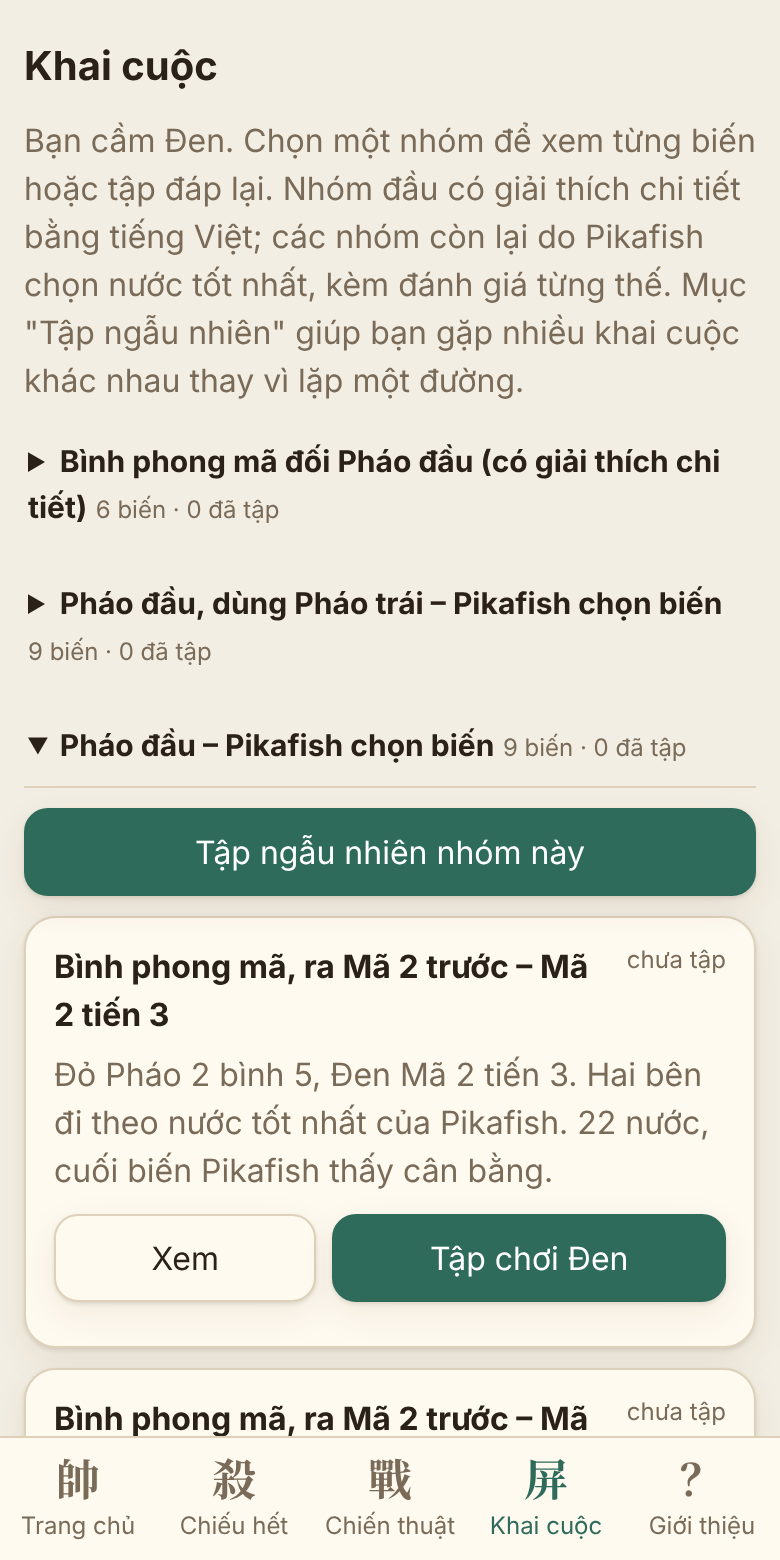 Khai cuộc
Bạn cầm Đen. Chọn một nhóm để xem từng biến
hoặc tập đáp lại. Nhóm đầu có giải thích chi tiết
bằng tiếng Việt; các nhóm còn lại do Pikafish
chọn nước tốt nhất, kèm đánh giá từng thế. Mục
"Tập ngẫu nhiên" giúp bạn gặp nhiều khai cuộc
khác nhau thay vì lặp một đường.
▶ Bình phong mã đối Pháo đầu (có giải thích chi
tiết) 6 biến · 0 đã tập
▶ Pháo đầu, dùng Pháo trái – Pikafish chọn biến
9 biến · 0 đã tập
▼ Pháo đầu – Pikafish chọn biến 9 biến · 0 đã tập
Tập ngẫu nhiên nhóm này
Bình phong mã, ra Mã 2 trước – Mã chưa tập
2 tiến 3
Đỏ Pháo 2 bình 5, Đen Mã 2 tiến 3. Hai bên
đi theo nước tốt nhất của Pikafish. 22 nước,
cuối biến Pikafish thấy cân bằng.
Xem Tập chơi Đen
Bình phong mã, ra Mã 2 trước – Mã chưa tập
帥 殺 戰 屏 ?
Trang chủ Chiếu hết Chiến thuật Khai cuộc Giới thiệu